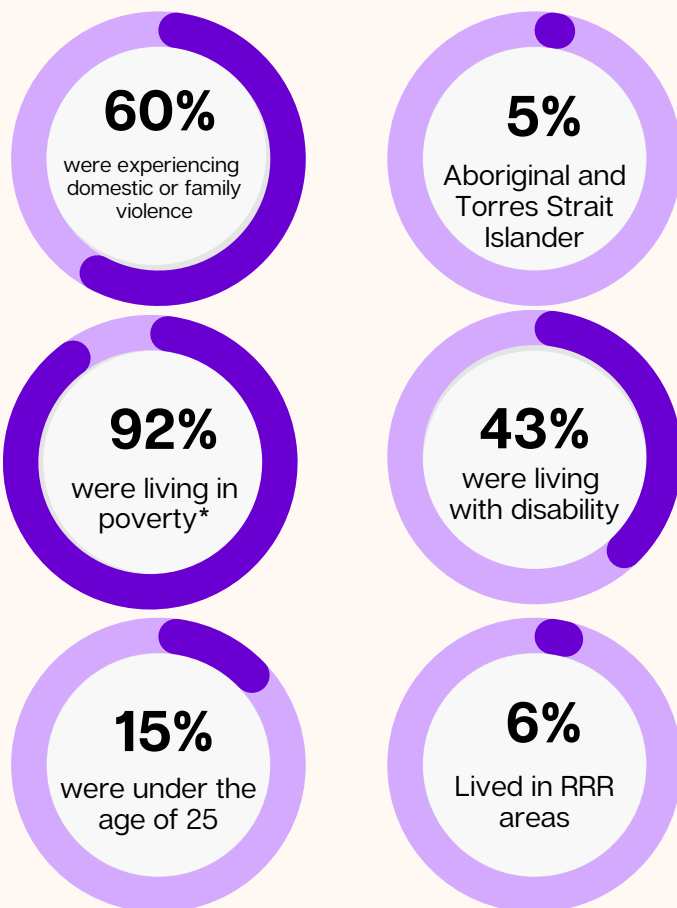 60%
were experiencing
domestic or family
violence
5%
Aboriginal and
Torres Strait
Islander
92%
were living in
poverty*
43%
were living
with disability
15%
were under the
age of 25
6%
Lived in RRR
areas